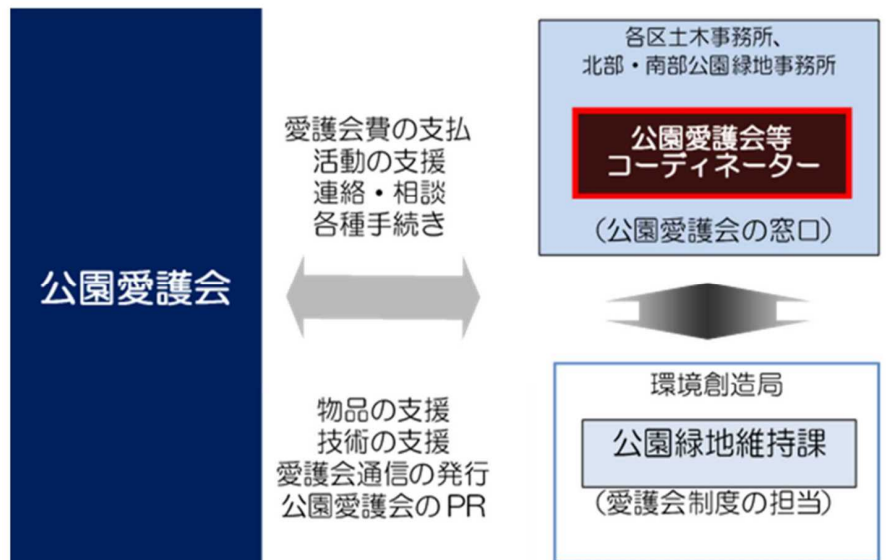 公園愛護会
愛護会費の支払
活動の支援
連絡・相談
各種手続き
物品の支援
技術の支援
愛護会通信の発行
公園愛護会のPR
各区土木事務所、
北部・南部公園緑地事務所
公園愛護会等
コーディネーター
（公園愛護会の窓口）
環境創造局
公園緑地維持課
（愛護会制度の担当）